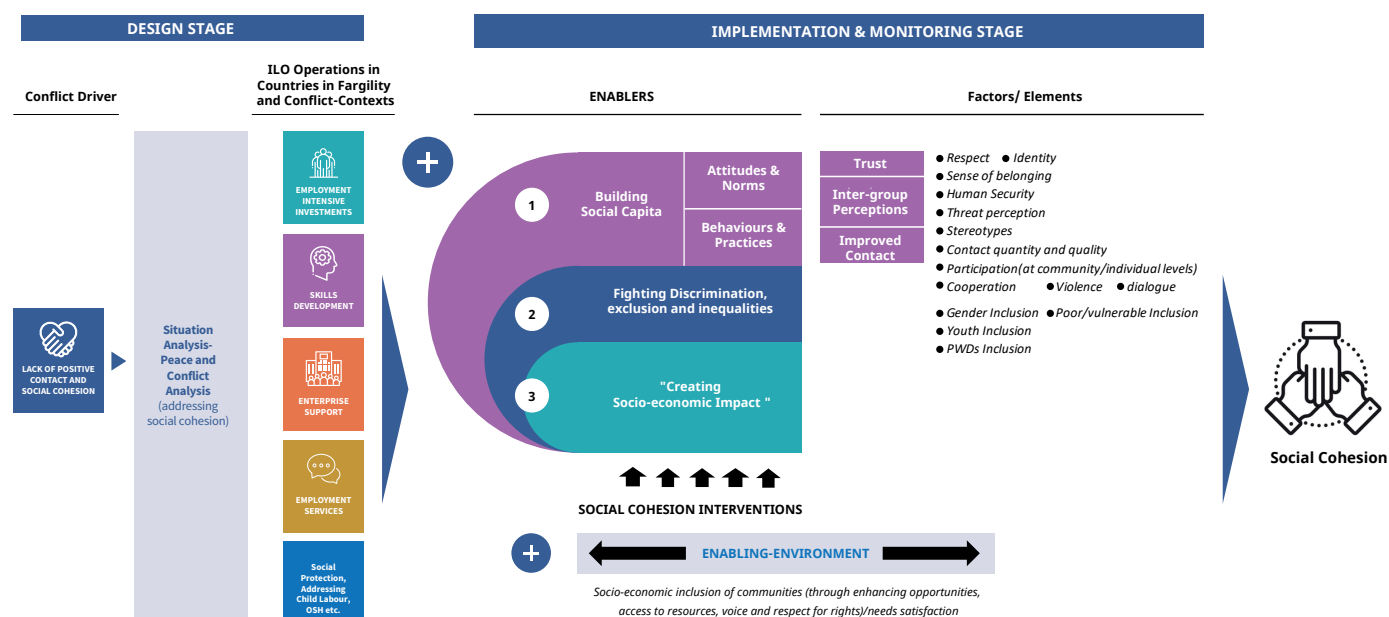 DESIGN STAGE
IMPLEMENTATION & MONITORING STAGE
Conflict Driver
ILO Operations in
Countries in Fargility
and Conflict-Contexts
ENABLERS
Factors/ Elements
LACK OF POSITIVE
CONTACT AND
SOCIAL COHESION
Situation
Analysis-
Peace and
Conflict
Analysis
(addressing
social cohesion)
EMPLOYMENT
INTENSIVE
INVESTMENTS
SKILLS
DEVELOPMENT
ENTERPRISE
SUPPORT
EMPLOYMENT
SERVICES
Social
Protection,
Addressing
Child Labour,
OSH etc.
1
Building
Social Capita
Attitudes &
Norms
Behaviours &
Practices
2
Fighting Discrimination,
exclusion and inequalities
3
"Creating
Socio-economic Impact "
Trust
Inter-group
Perceptions
Improved
Contact
● Respect ● Identity
● Sense of belonging
● Human Security
● Threat perception
● Stereotypes
● Contact quantity and quality
● Participation(at community/individual levels)
● Cooperation ● Violence ● dialogue
● Gender Inclusion ● Poor/vulnerable Inclusion
● Youth Inclusion
● PWDs Inclusion
SOCIAL COHESION INTERVENTIONS
ENABLING-ENVIRONMENT
Socio-economic inclusion of communities (through enhancing opportunities,
access to resources, voice and respect for rights)/needs satisfaction
Social Cohesion